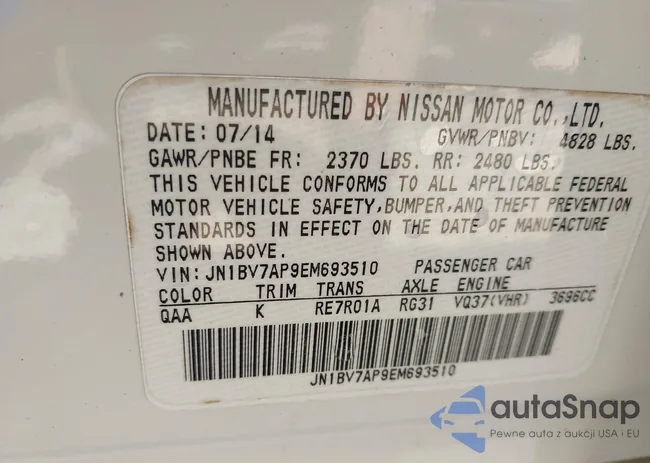 MANUFACTURED BY NISSAN MOTOR CO.,LTD.
DATE: 07/14 GVWR/PNBV: 4828 LBS.
GAWR/PNBE FR: 2370 LBS. RR: 2480 LBS.
THIS VEHICLE CONFORMS TO ALL APPLICABLE FEDERAL
MOTOR VEHICLE SAFETY,BUMPER,AND THEFT PREVENTION
STANDARDS IN EFFECT ON THE DATE OF MANUFACTURE
SHOWN ABOVE.
VIN: JN1BV7AP9EM693510 PASSENGER CAR
COLOR TRIM TRANS AXLE ENGINE
QAA K RE7R01A RG31 VQ37(VHR) 3696CC
JN1BV7AP9EM693510
autaSnap
Pewne auta z aukcji USA i EU